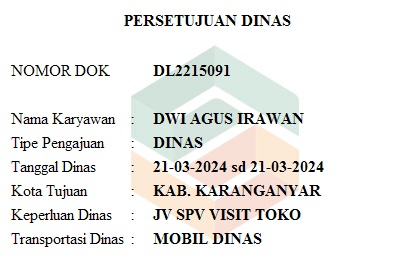 PERSETUJUAN DINAS
NOMOR DOK DL2215091
Nama Karyawan : DWI AGUS IRAWAN
Tipe Pengajuan : DINAS
Tanggal Dinas : 21-03-2024 sd 21-03-2024
Kota Tujuan : KAB. KARANGANYAR
Keperluan Dinas : JV SPV VISIT TOKO
Transportasi Dinas : MOBIL DINAS